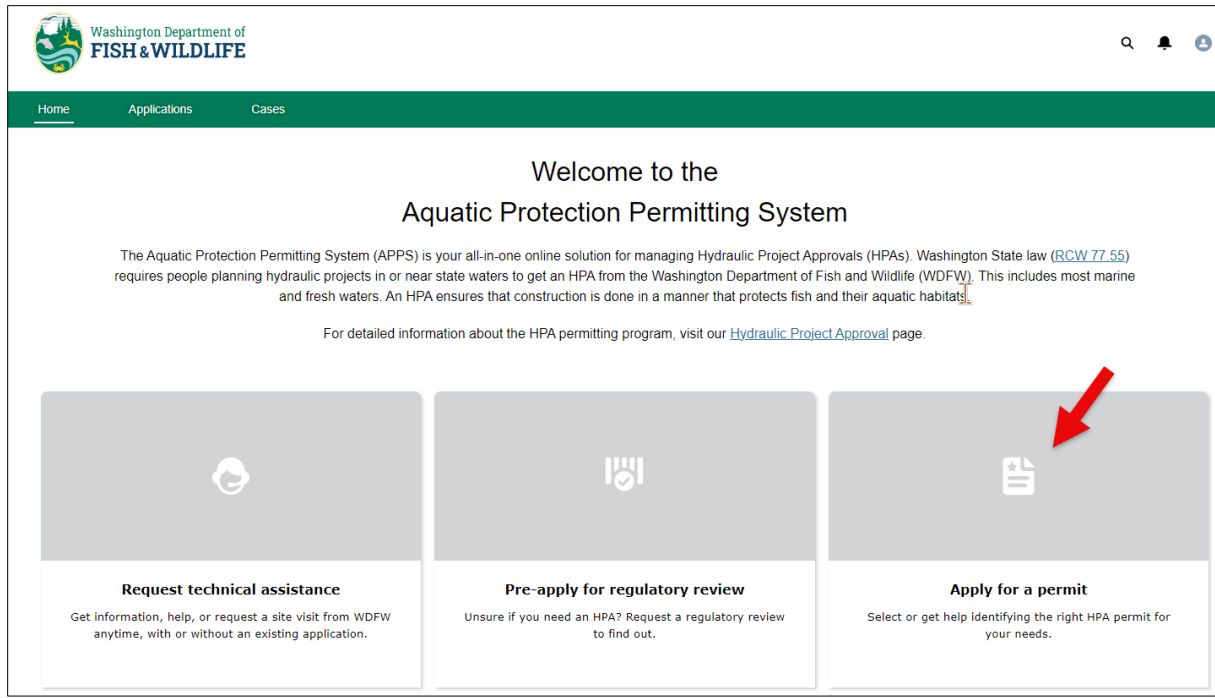 Washington Department of
FISH & WILDLIFE
Home Applications Cases
Welcome to the
Aquatic Protection Permitting System
The Aquatic Protection Permitting System (APPS) is your all-in-one online solution for managing Hydraulic Project Approvals (HPAs). Washington State law (RCW 77.55)
requires people planning hydraulic projects in or near state waters to get an HPA from the Washington Department of Fish and Wildlife (WDFW). This includes most marine
and fresh waters. An HPA ensures that construction is done in a manner that protects fish and their aquatic habitats.
For detailed information about the HPA permitting program, visit our Hydraulic Project Approval page.
Request technical assistance
Get information, help, or request a site visit from WDFW
anytime, with or without an existing application.
Pre-apply for regulatory review
Unsure if you need an HPA? Request a regulatory review
to find out.
Apply for a permit
Select or get help identifying the right HPA permit for
your needs.